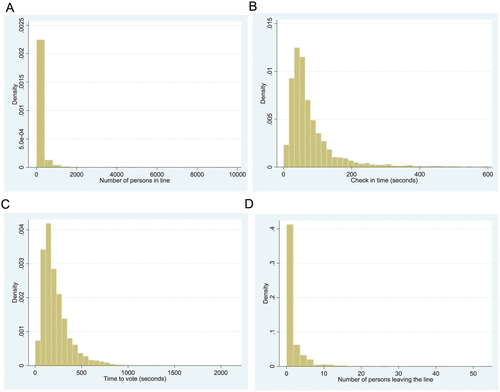 A
Density
.0025
.002
.0015
.001
5.0e-04
0
0 2000 4000 6000 8000 10000
Number of persons in line
B
Density
.015
.01
.005
0
0 200 400 600
Check in time (seconds)
C
Density
.004
.003
.002
.001
0
0 500 1000 1500 2000
Time to vote (seconds)
D
Density
.4
.3
.2
.1
0
0 10 20 30 40 50
Number of persons leaving the line